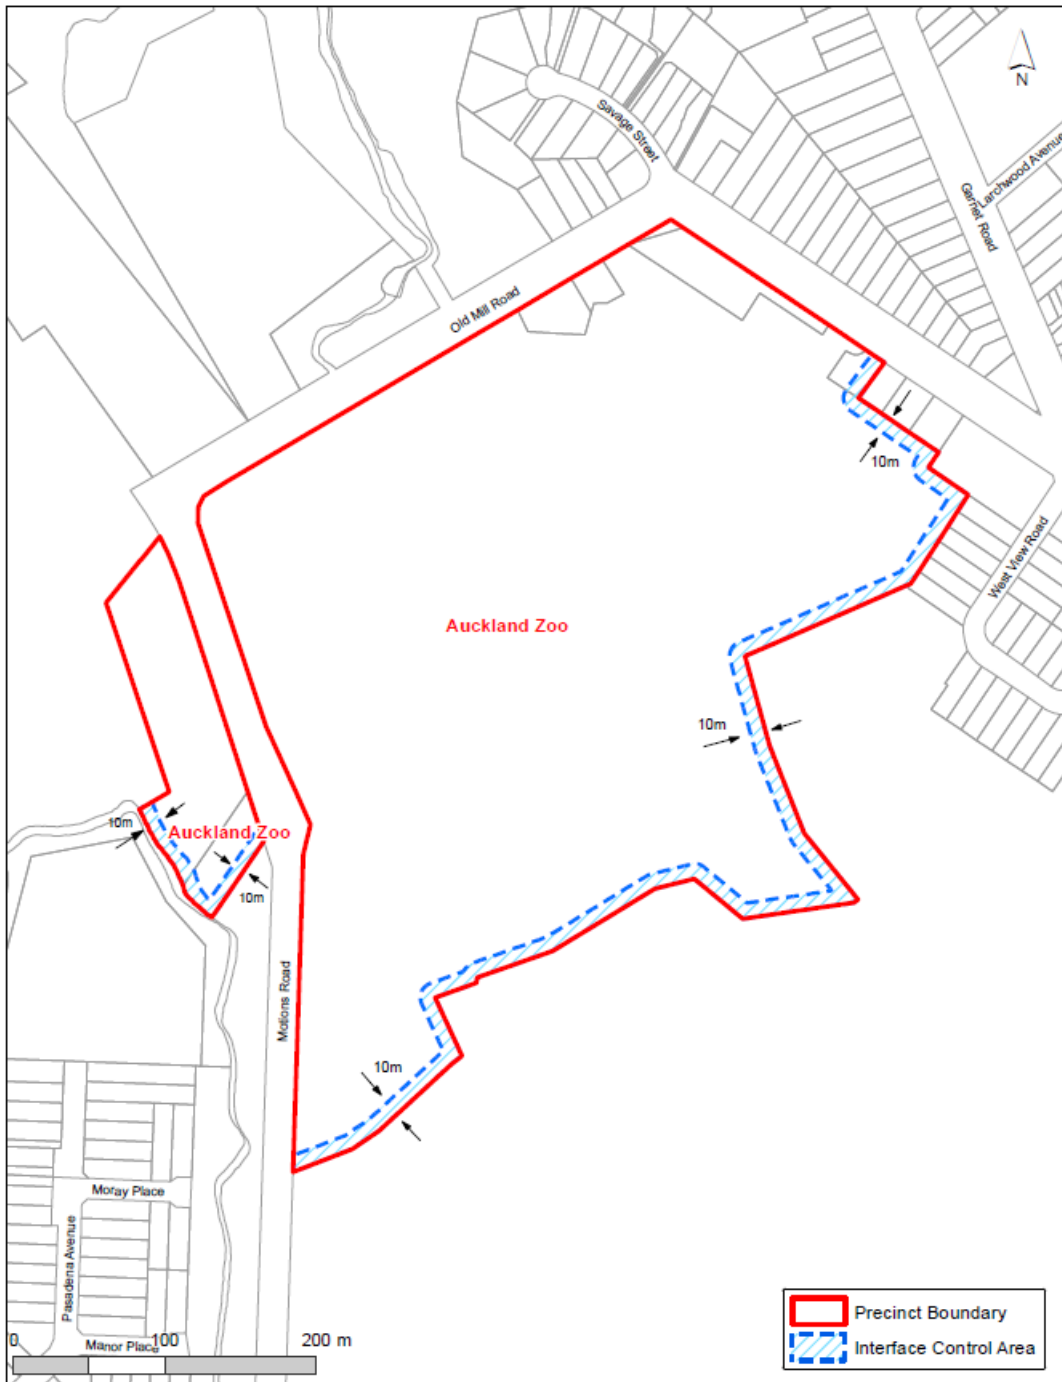 N
Savage Street
Larchwood Avenue
Garnet Road
Old Mill Road
10m
West View Road
Auckland Zoo
10m
10m
Auckland Zoo
10m
Motions Road
10m
Moray Place
Pasadena Avenue
Manor Place
0 100 200 m
Precinct Boundary
Interface Control Area